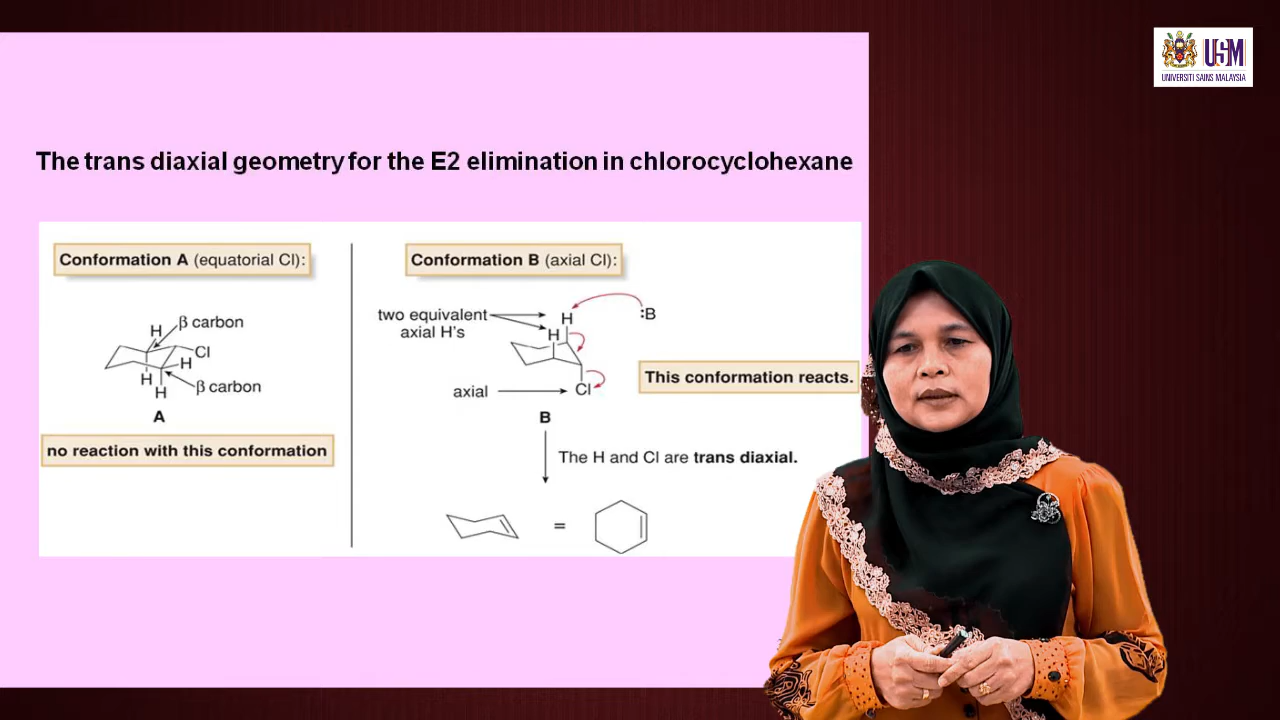 USM
UNIVERSITI SAINS MALAYSIA
The trans diaxial geometry for the E2 elimination in chlorocyclohexane
Conformation A (equatorial Cl):
H
β carbon
Cl
H
H
H
β carbon
A
no reaction with this conformation
Conformation B (axial Cl):
two equivalent
axial H's
H
H
:B
axial
Cl
This conformation reacts.
B
The H and Cl are trans diaxial.
=